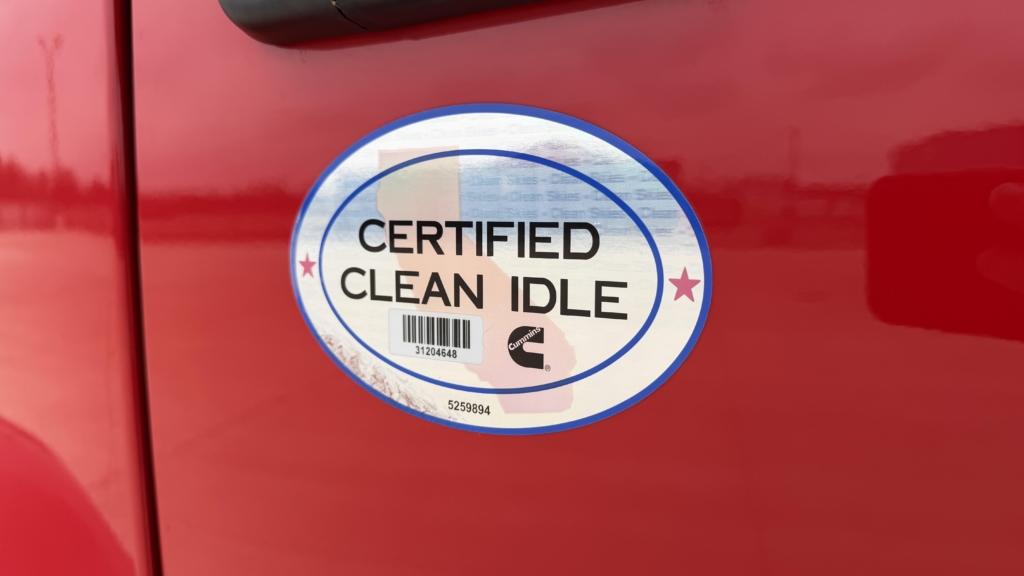 CERTIFIED
CLEAN IDLE
31204648
Cummins
®
5259894